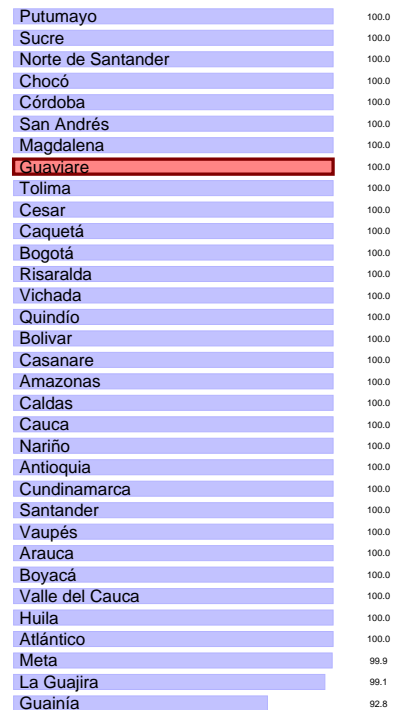 Putumayo 100.0
Sucre 100.0
Norte de Santander 100.0
Chocó 100.0
Córdoba 100.0
San Andrés 100.0
Magdalena 100.0
Guaviare 100.0
Tolima 100.0
Cesar 100.0
Caquetá 100.0
Bogotá 100.0
Risaralda 100.0
Vichada 100.0
Quindío 100.0
Bolivar 100.0
Casanare 100.0
Amazonas 100.0
Caldas 100.0
Cauca 100.0
Nariño 100.0
Antioquia 100.0
Cundinamarca 100.0
Santander 100.0
Vaupés 100.0
Arauca 100.0
Boyacá 100.0
Valle del Cauca 100.0
Huila 100.0
Atlántico 100.0
Meta 99.9
La Guajira 99.1
Guainía 92.8